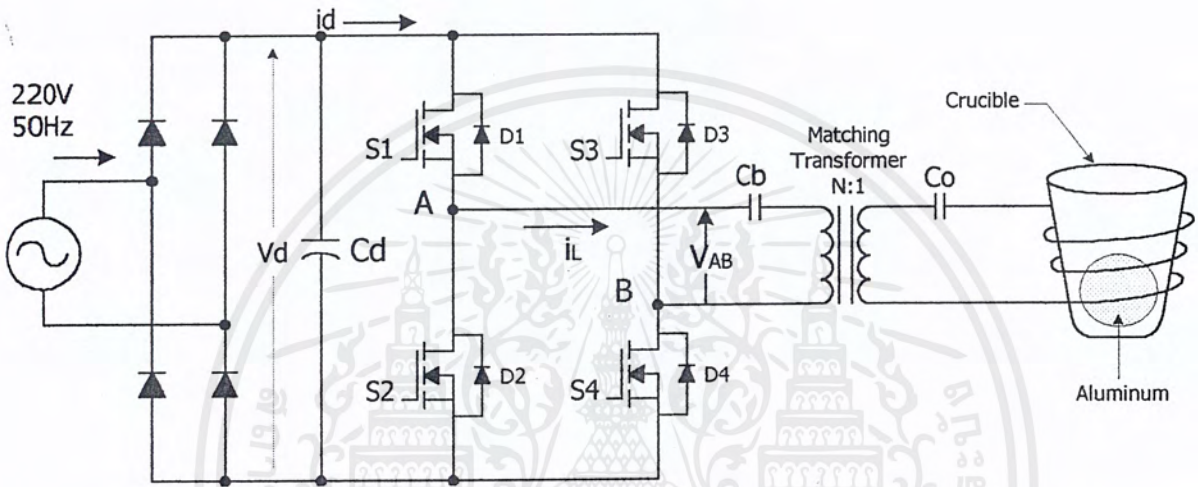 id
220V
50Hz
Vd
Cd
S1
D1
S3
D3
A
iL
VAB
B
Cb
Matching
Transformer
N:1
Co
Crucible
S2
D2
S4
D4
Aluminum